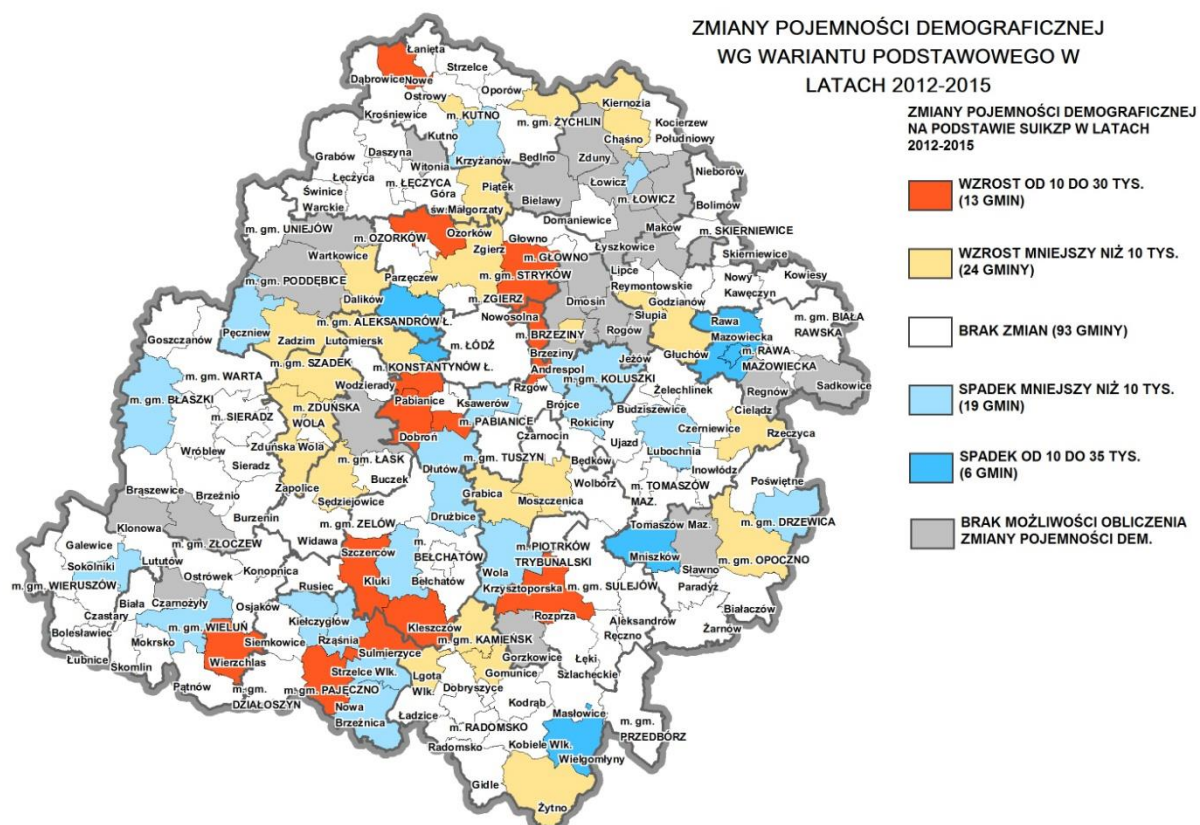 ZMIANY POJEMNOŚCI DEMOGRAFICZNEJ
WG WARIANTU PODSTAWOWEGO W
LATACH 2012-2015
ZMIANY POJEMNOŚCI DEMOGRAFICZNEJ
NA PODSTAWIE SUIKZP W LATACH
2012-2015
WZROST OD 10 DO 30 TYS.
(13 GMIN)
WZROST MNIEJSZY NIŻ 10 TYS.
(24 GMINY)
BRAK ZMIAN (93 GMINY)
SPADEK MNIEJSZY NIŻ 10 TYS.
(19 GMIN)
SPADEK OD 10 DO 35 TYS.
(6 GMIN)
BRAK MOŻLIWOŚCI OBLICZENIA
ZMIANY POJEMNOŚCI DEM.
Łanięta
Strzelce
Dąbrowice
Nowe
Ostrowy
Oporów
Kiernozia
Krośniewice
m. KUTNO
m. gm. ŻYCHLIN
Kocierzew
Południowy
Chąśno
Kutno
Daszyna
Krzyżanów
Bedlno
Zduny
Grabów
Witonia
Nieborów
Łęczyca
m. ŁĘCZYCA
Piątek
Łowicz
Świnice
Warckie
Góra
św.Małgorzaty
Bielawy
m. ŁOWICZ
Bolimów
Domaniewice
m. gm. UNIEJÓW
m. OZORKÓW
Ozorków
Głowno
Maków
m. SKIERNIEWICE
Wartkowice
Zgierz
m. GŁOWNO
Łyszkowice
Skierniewice
m. gm. PODDĘBICE
Parzęczew
m. gm. STRYKÓW
Lipce
Reymontowskie
Nowy
Kawęczyn
Kowiesy
Dalików
m. ZGIERZ
Dmosin
Godzianów
Słupia
Pęczniew
m. gm. ALEKSANDRÓW Ł.
Nowosolna
m. BRZEZINY
Rogów
Rawa
Mazowiecka
m. gm. BIAŁA
RAWSKA
Goszczanów
Zadzim
Lutomiersk
m. ŁÓDŹ
Brzeziny
Jeżów
Głuchów
m. RAWA
MAZOWIECKA
m. gm. WARTA
m. gm. SZADEK
m. KONSTANTYNÓW Ł.
Andrespol
m. gm. KOLUSZKI
Regnów
Sadkowice
m. gm. BŁASZKI
Wodzierady
Pabianice
Ksawerów
Rzgów
Brójce
Żelechlinek
m. SIERADZ
m. ZDUŃSKA
WOLA
m. PABIANICE
Rokiciny
Budziszewice
Cielądz
Wróblew
Zduńska Wola
Dobroń
Czarnocin
Ujazd
Czerniewice
Rzeczyca
Sieradz
m. gm. ŁASK
Dłutów
m. gm. TUSZYN
Będków
Lubochnia
Inowłódz
Brąszewice
Brzeźnio
Zapolice
Sędziejowice
Buczek
Grabica
Moszczenica
Wolbórz
m. TOMASZÓW
MAZ.
Poświętne
Klonowa
Burzenin
m. gm. ZELÓW
Drużbice
Tomaszów Maz.
m. gm. DRZEWICA
Galewice
m. gm. ZŁOCZEW
Widawa
Szczerców
m.
BEŁCHATÓW
m. PIOTRKÓW
TRYBUNALSKI
Mniszków
m. gm. OPOCZNO
Sokolniki
Lututów
Konopnica
Rusiec
Kluki
Bełchatów
Wola
Krzysztoporska
m. gm. SULEJÓW
Sławno
m. gm. WIERUSZÓW
Ostrówek
Paradyż
Biała
Czarnożyły
Osjaków
Kiełczygłów
Kleszczów
Rozprza
Aleksandrów
Białaczów
Czastary
m. gm. WIELUŃ
Siemkowice
Rząśnia
m. gm. KAMIEŃSK
Ręczno
Żarnów
Bolesławiec
Mokrsko
Wierzchlas
Sulmierzyce
Gorzkowice
Łęki
Szlacheckie
Łubnice
Skomlin
Strzelce Wlk.
Lgota
Wlk.
Gomunice
Pątnów
m. gm.
DZIAŁOSZYN
m. gm. PAJĘCZNO
Dobryszyce
Nowa
Brzeźnica
Ładzice
Kodrąb
Masłowice
m. gm.
PRZEDBÓRZ
m. RADOMSKO
Radomsko
Kobiele Wlk.
Wielgomłyny
Gidle
Żytno